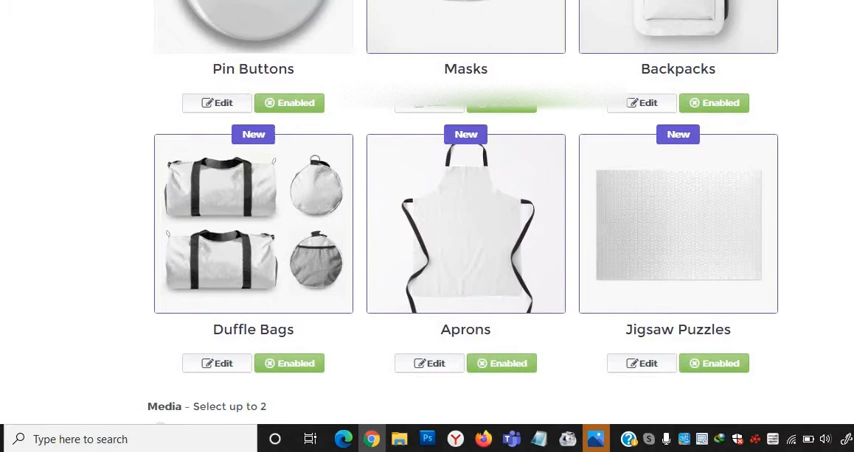 Pin Buttons Masks Backpacks
Edit Enabled Edit Enabled
New New New
Duffle Bags Aprons Jigsaw Puzzles
Edit Enabled Edit Enabled Edit Enabled
Media - Select up to 2
Type here to search
Ps